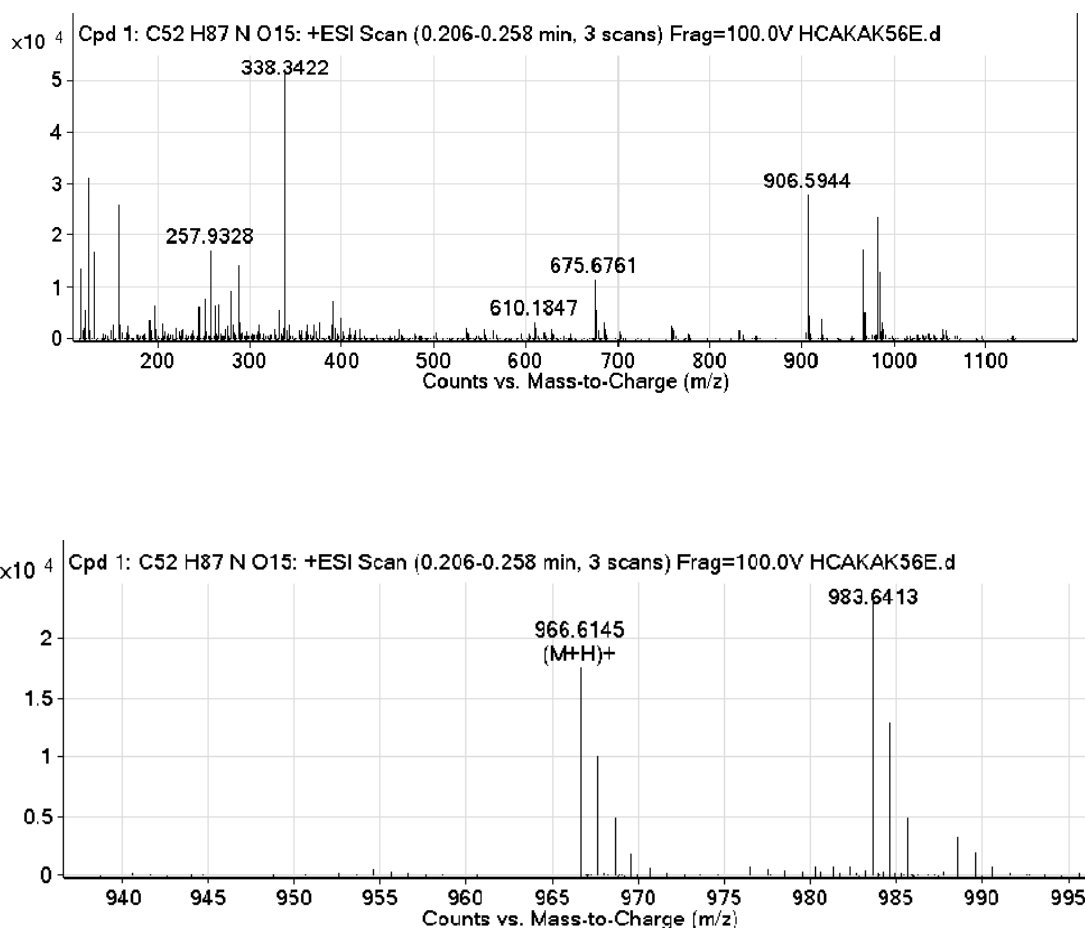 ×10 4 Cpd 1: C52 H87 N O15: +ESI Scan (0.206-0.258 min, 3 scans) Frag=100.0V HCAKAK56E.d
338.3422
5
4
3
906.5944
257.9328
2
675.6761
610.1847
1
0
200 300 400 500 600 700 800 900 1000 1100
Counts vs. Mass-to-Charge (m/z)
x10 4 Cpd 1: C52 H87 N O15: +ESI Scan (0.206-0.258 min, 3 scans) Frag=100.0V HCAKAK56E.d
983.6413
966.6145
(M+H)+
2
1.5
1
0.5
0
940 945 950 955 960 965 970 975 980 985 990 995
Counts vs. Mass-to-Charge (m/z)